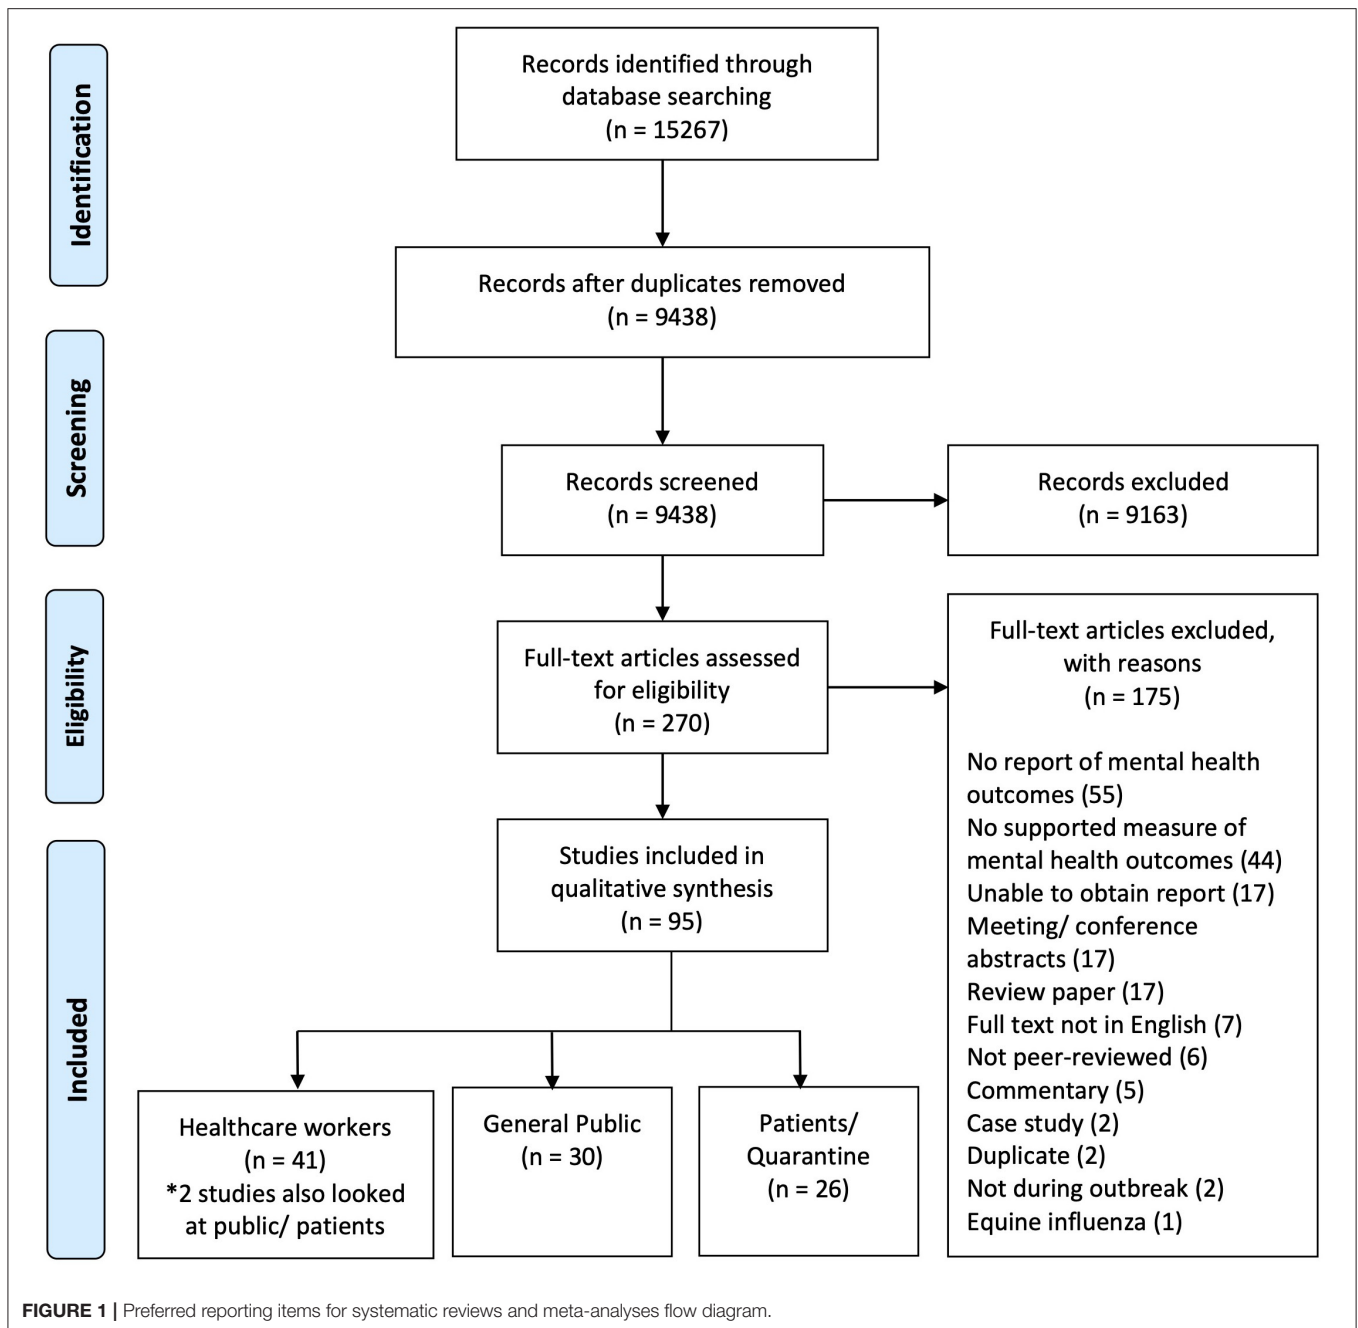 Identification
Records identified through
database searching
(n = 15267)
Records after duplicates removed
(n = 9438)
Screening
Records screened
(n = 9438)
Records excluded
(n = 9163)
Eligibility
Full-text articles assessed
for eligibility
(n = 270)
Full-text articles excluded,
with reasons
(n = 175)
No report of mental health
outcomes (55)
No supported measure of
mental health outcomes (44)
Unable to obtain report (17)
Meeting/ conference
abstracts (17)
Review paper (17)
Full text not in English (7)
Not peer-reviewed (6)
Commentary (5)
Case study (2)
Duplicate (2)
Not during outbreak (2)
Equine influenza (1)
Included
Studies included in
qualitative synthesis
(n = 95)
Healthcare workers
(n = 41)
*2 studies also looked
at public/ patients
General Public
(n = 30)
Patients/
Quarantine
(n = 26)
FIGURE 1 | Preferred reporting items for systematic reviews and meta-analyses flow diagram.